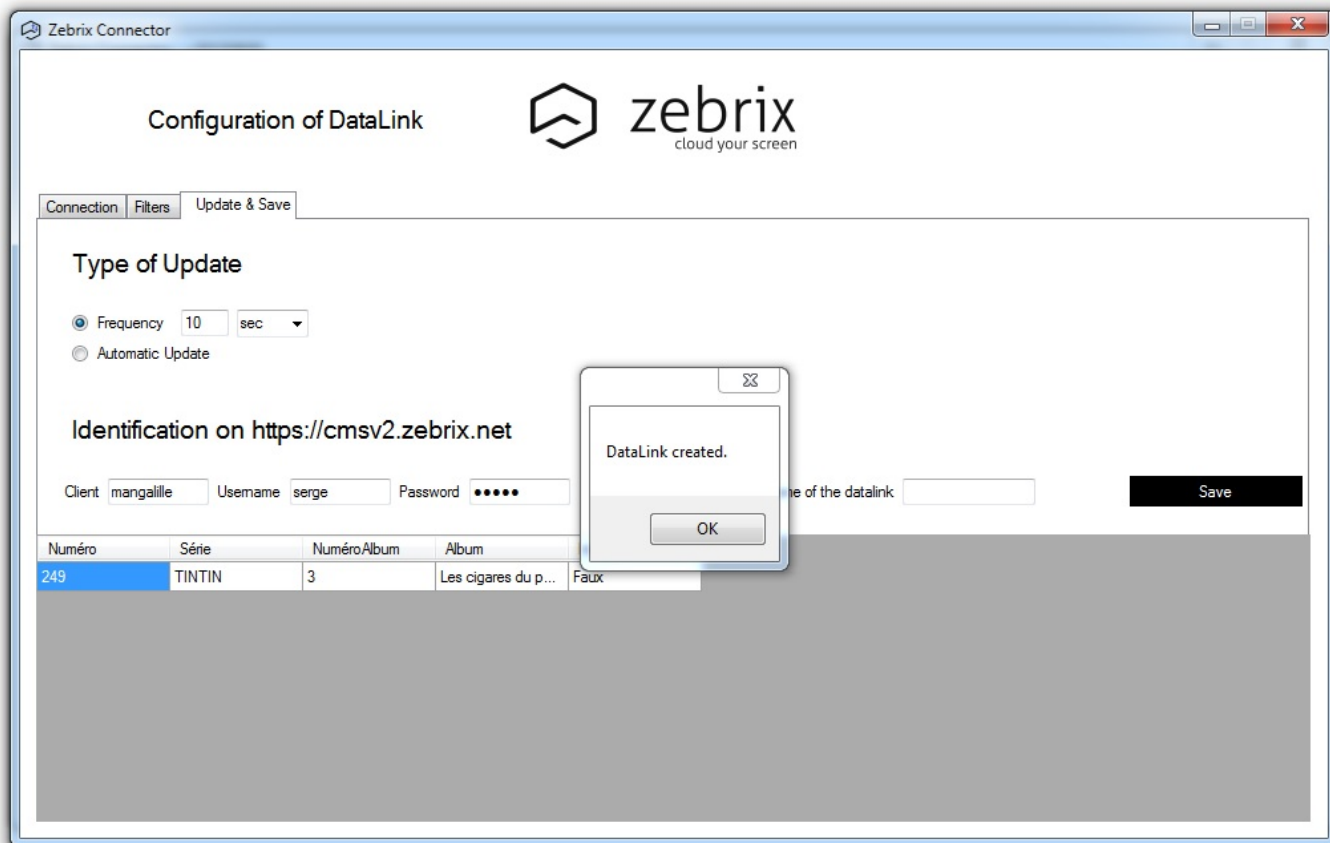 Zebrix Connector
Configuration of DataLink
zebrix
cloud your screen
Connection Filters Update & Save
Type of Update
Frequency 10 sec
Automatic Update
Identification on https://cmsv2.zebrix.net
DataLink created.
OK
Client mangalille Username serge Password ••••• of the datalink Save
Numéro Série NuméroAlbum Album
249 TINTIN 3 Les cigares du p... Faux